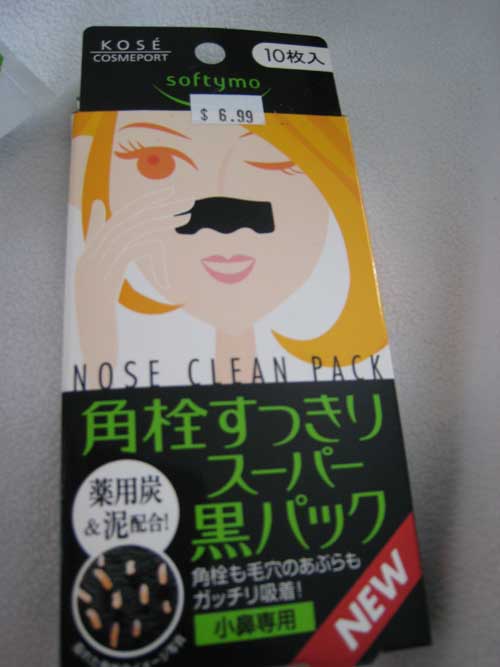 KOSÉ
COSMEPORT
10枚入
softymo
$ 6.99
NOSE CLEAN PACK
角栓すっきり
スーパー
黒パック
薬用炭
&泥配合!
角栓も毛穴のあぶらも
ガッチリ吸着!
小鼻専用
NEW